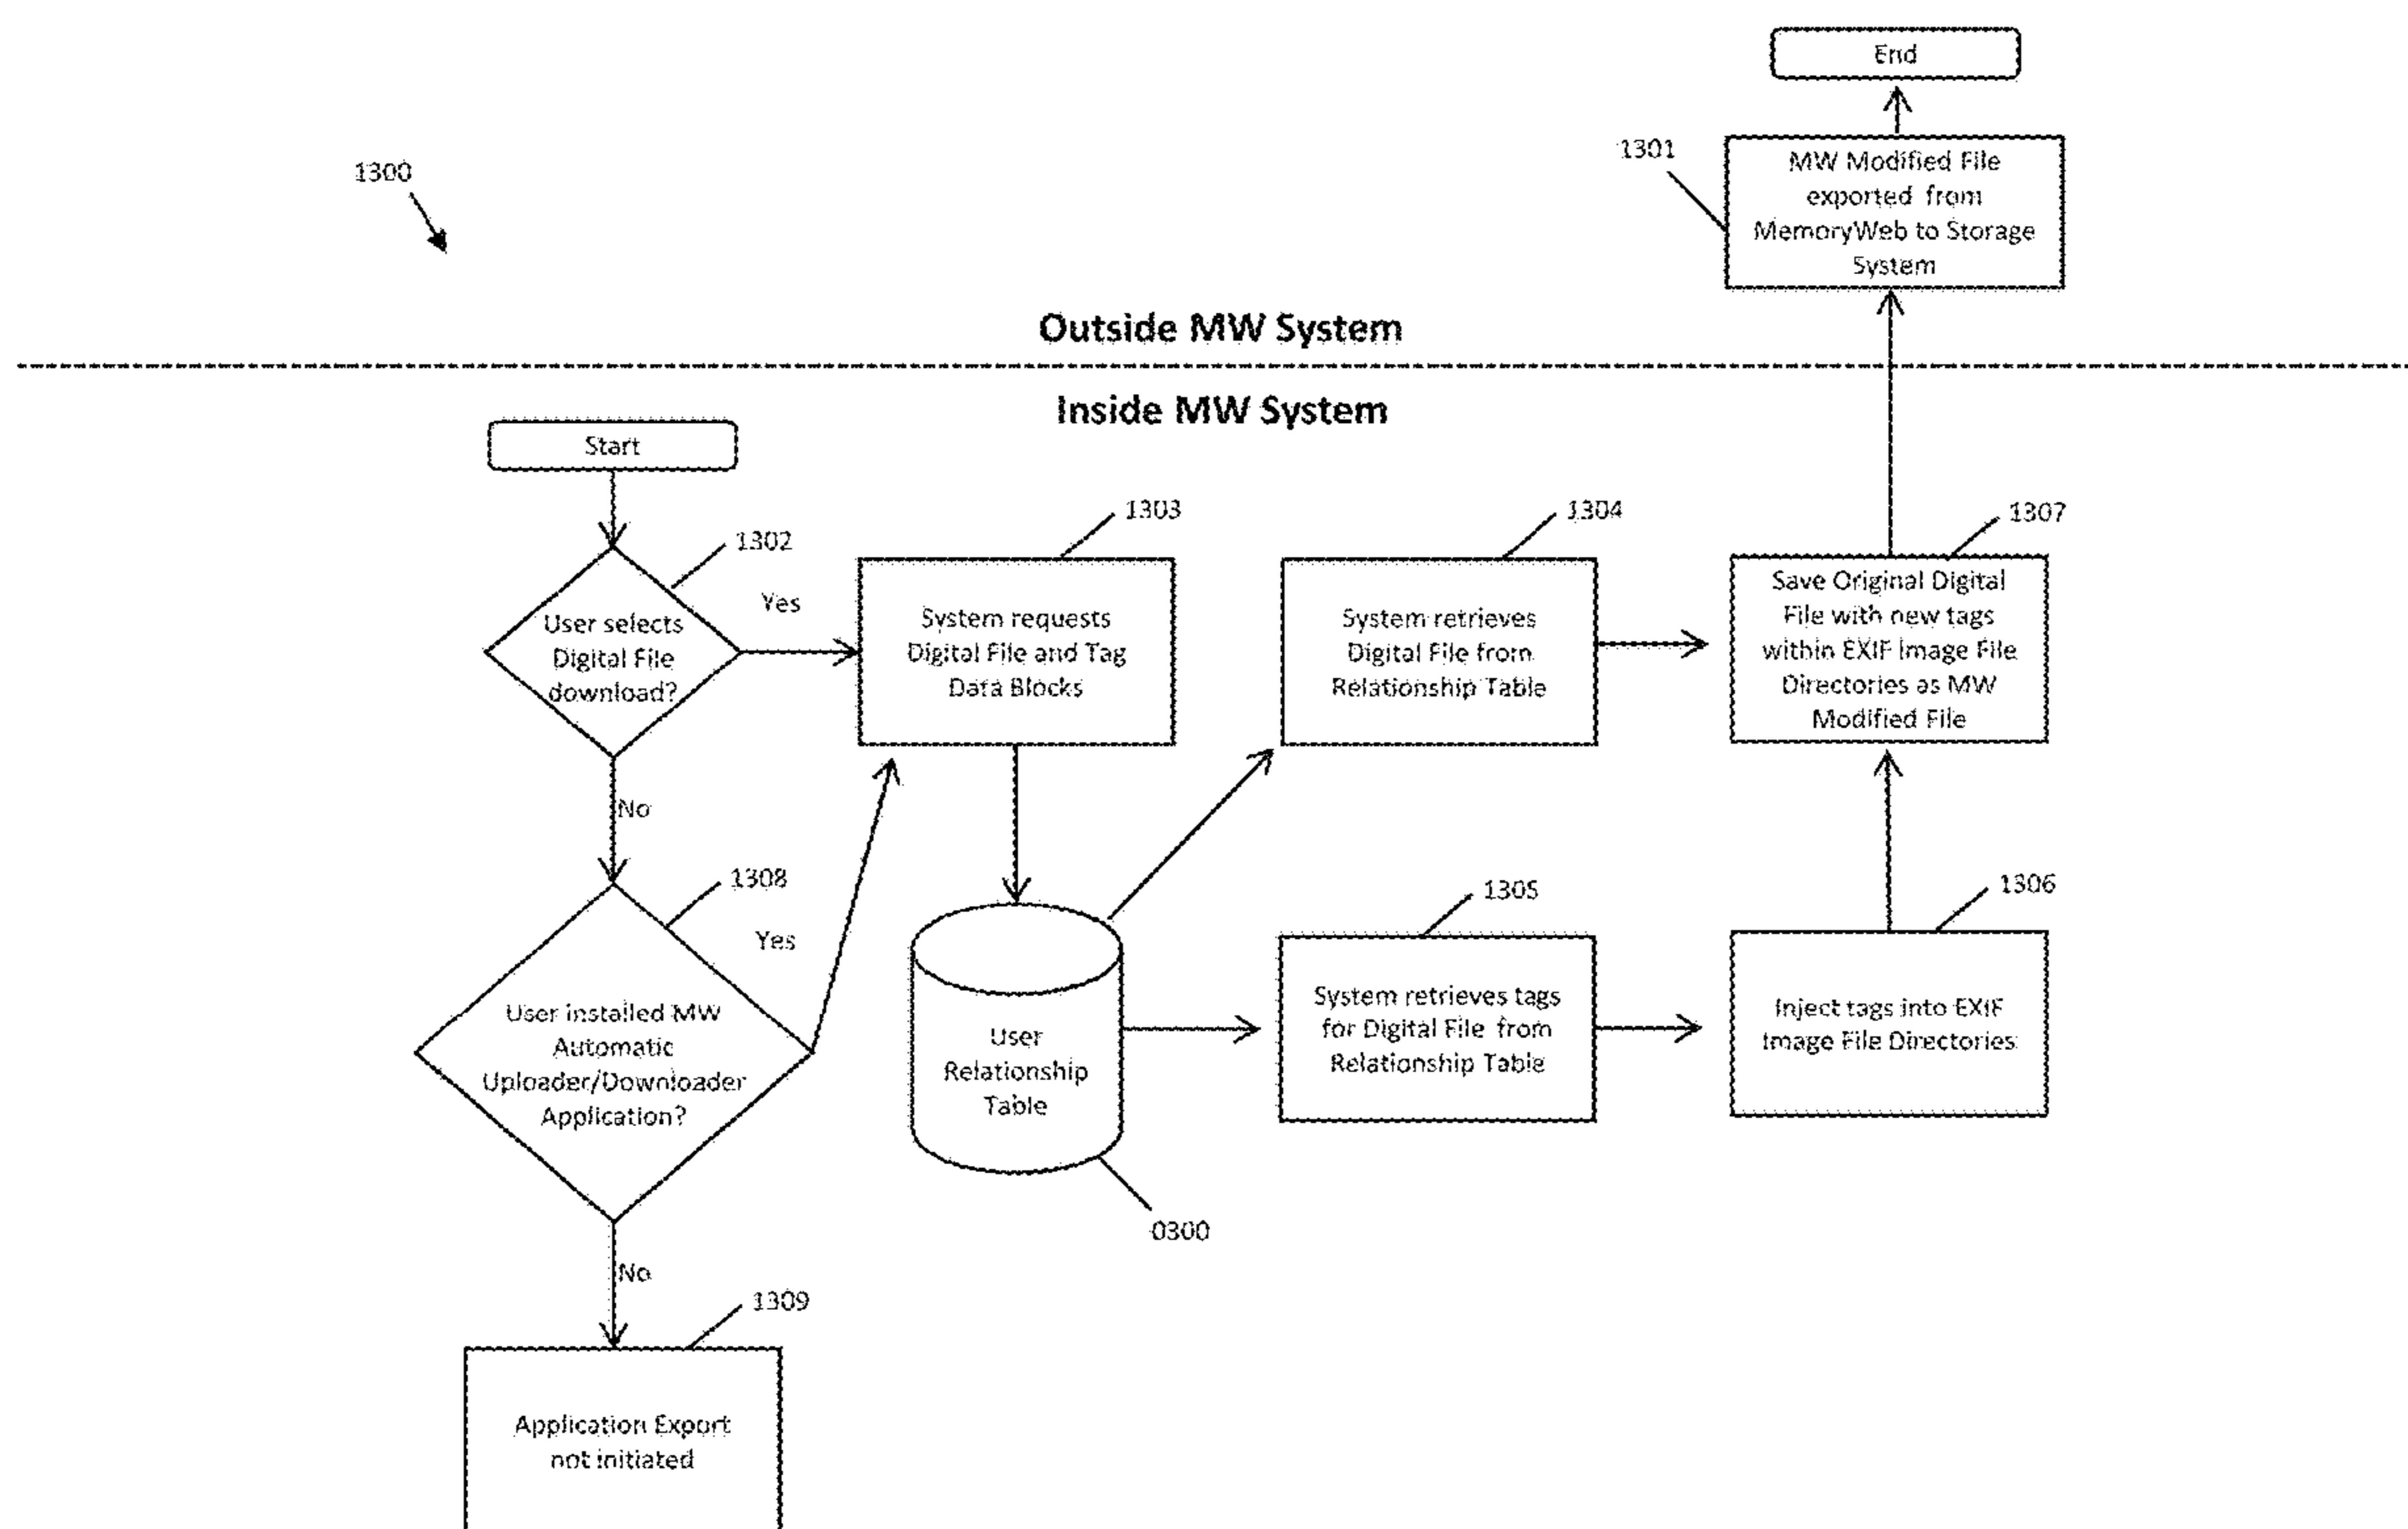 End
1301
MW Modified File
exported from
MemoryWeb to Storage
System
1300
Outside MW System
Inside MW System
Start
1302
Yes
User selects
Digital File
download?
1303
System requests
Digital File and Tag
Data Blocks
1304
System retrieves
Digital File from
Relationship Table
1307
Save Original Digital
File with new tags
within EXIF Image File
Directories as MW
Modified File
No
1308
Yes
User installed MW
Automatic
Uploader/Downloader
Application?
User
Relationship
Table
0300
1305
System retrieves tags
for Digital File from
Relationship Table
1306
Inject tags into EXIF
Image File Directories
No
1309
Application Export
not initiated